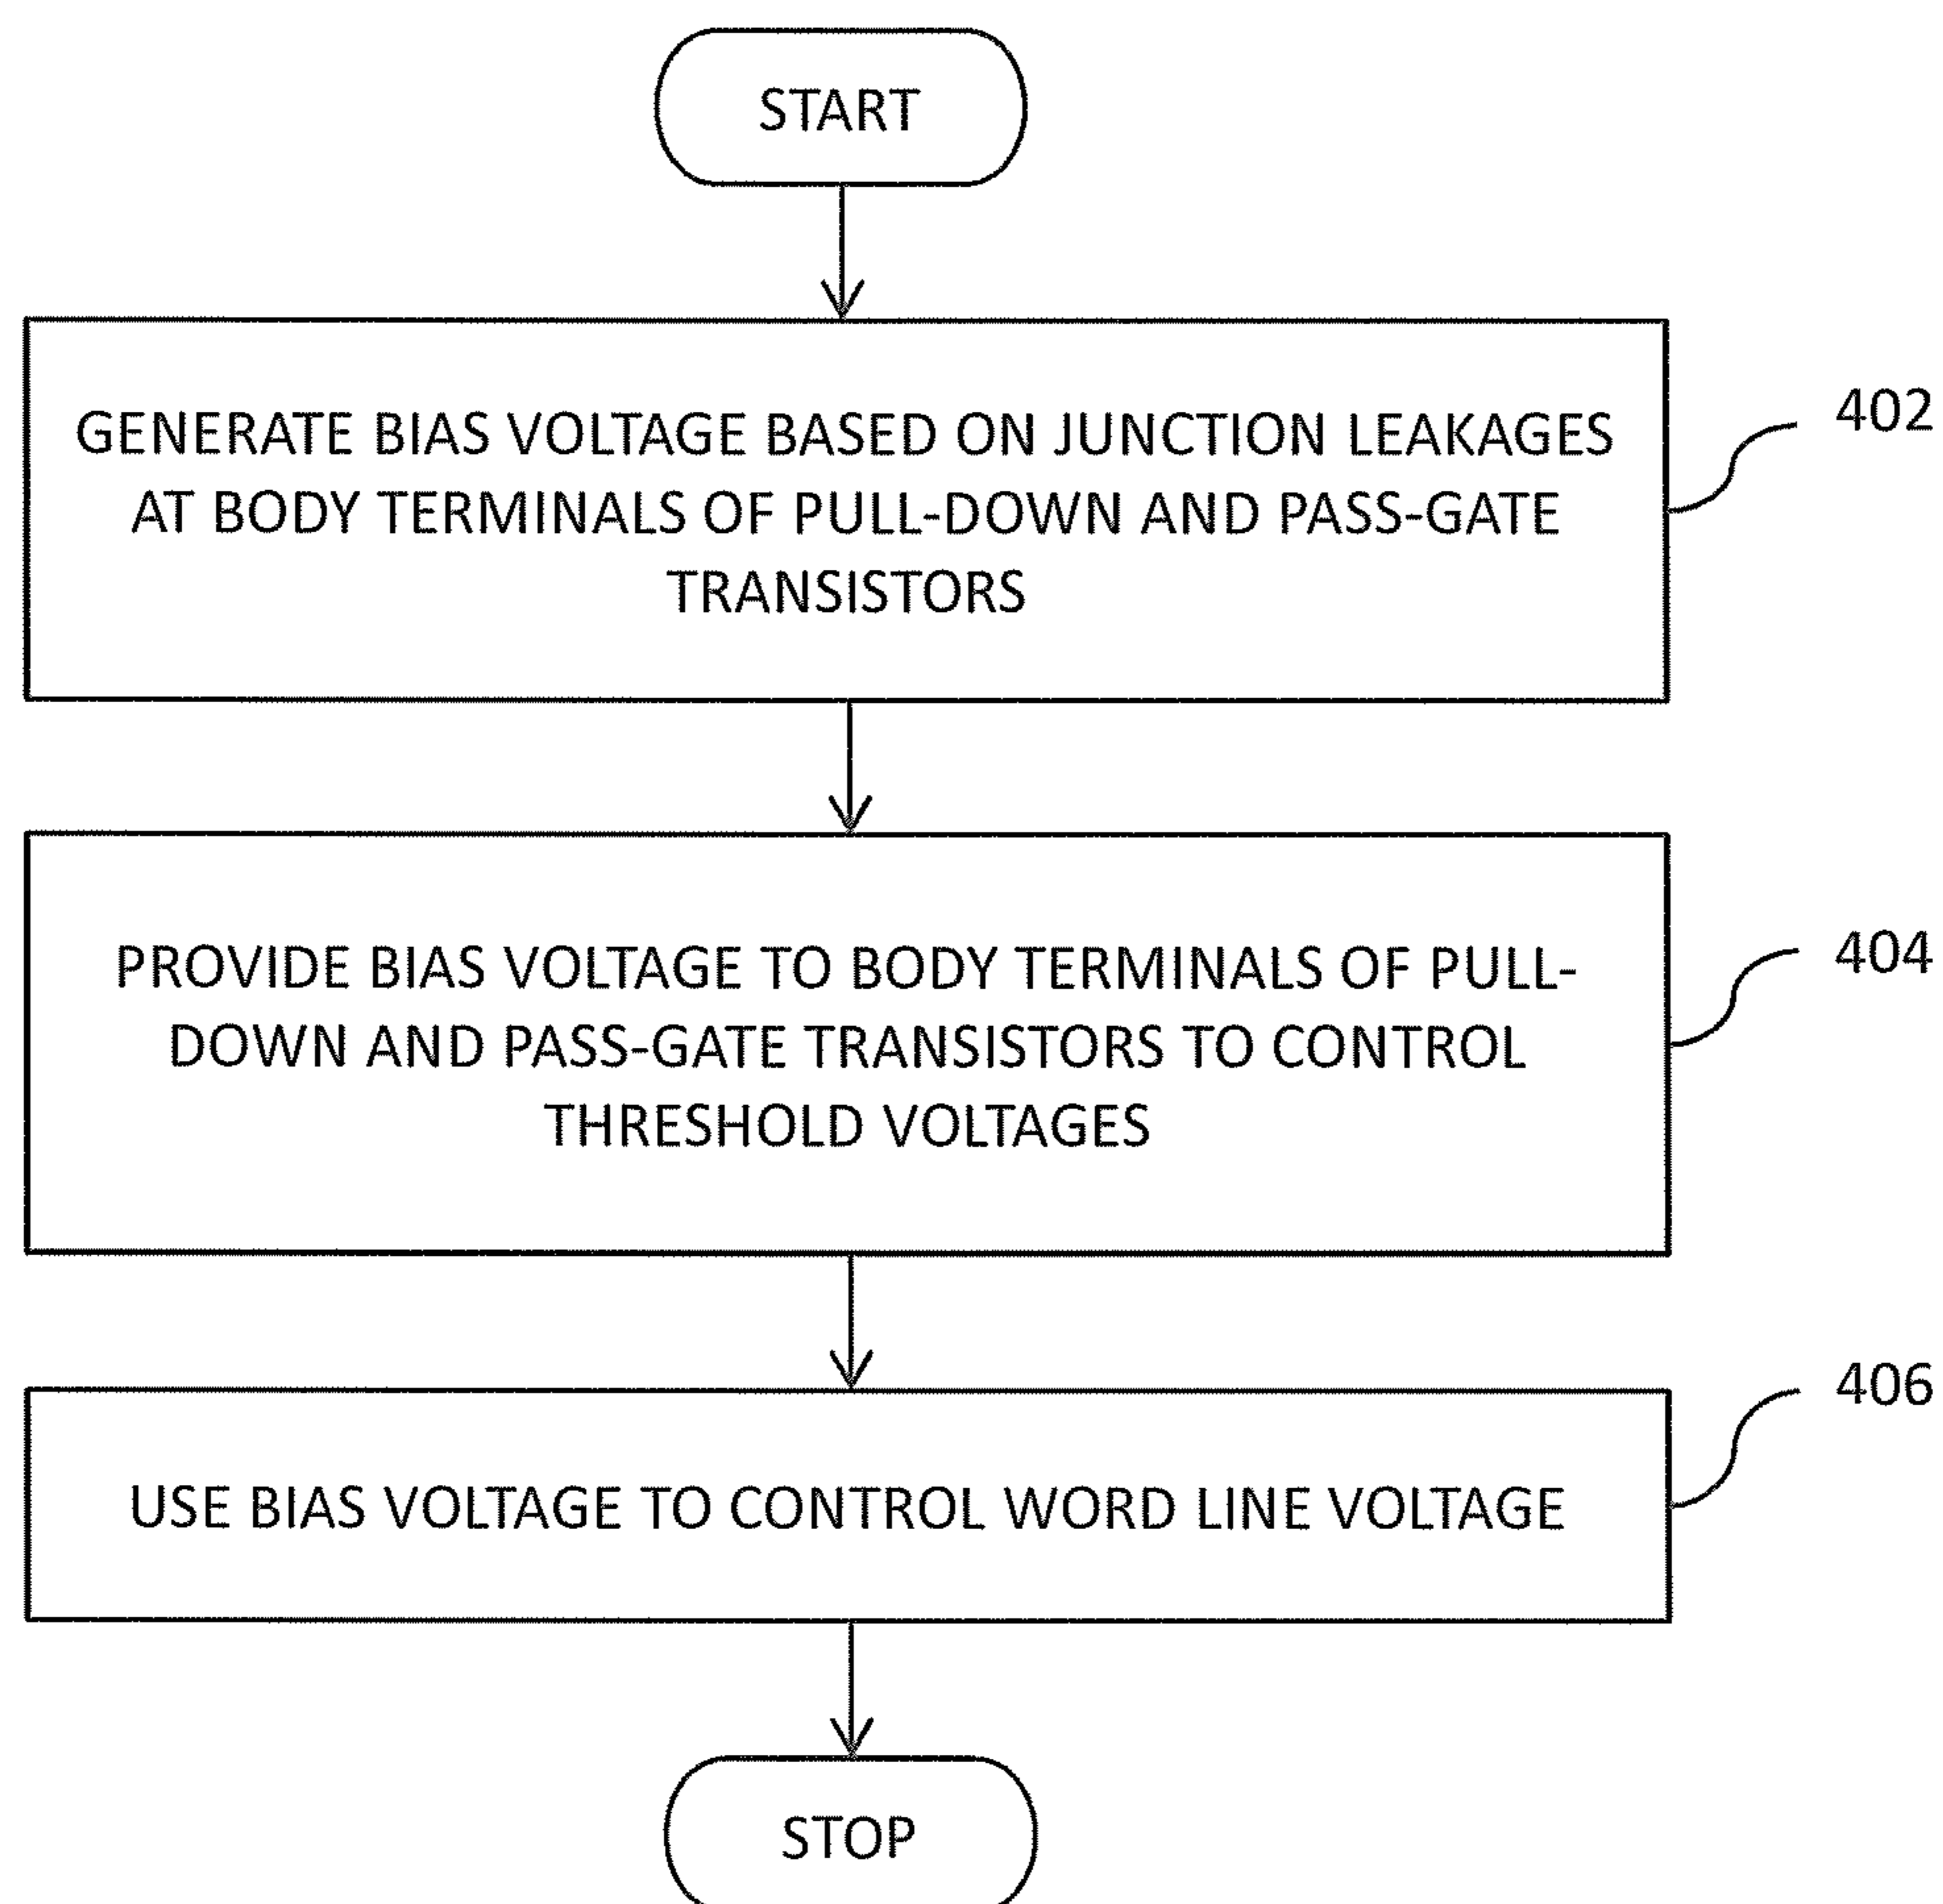 START
GENERATE BIAS VOLTAGE BASED ON JUNCTION LEAKAGES
AT BODY TERMINALS OF PULL-DOWN AND PASS-GATE
TRANSISTORS
402
PROVIDE BIAS VOLTAGE TO BODY TERMINALS OF PULL-
DOWN AND PASS-GATE TRANSISTORS TO CONTROL
THRESHOLD VOLTAGES
404
USE BIAS VOLTAGE TO CONTROL WORD LINE VOLTAGE
406
STOP